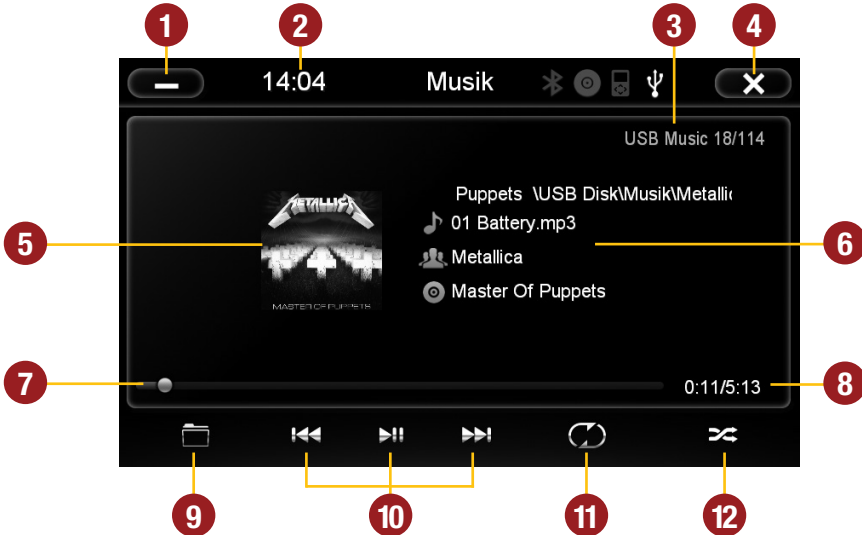 1 2 3 4
14:04 Musik
USB Music 18/114
Puppets \USB Disk\Musik\Metallic
METALLICA
01 Battery.mp3
5 6
Metallica
Master Of Puppets
MASTER OF PUPPETS
7 8
0:11/5:13
9 10 11 12